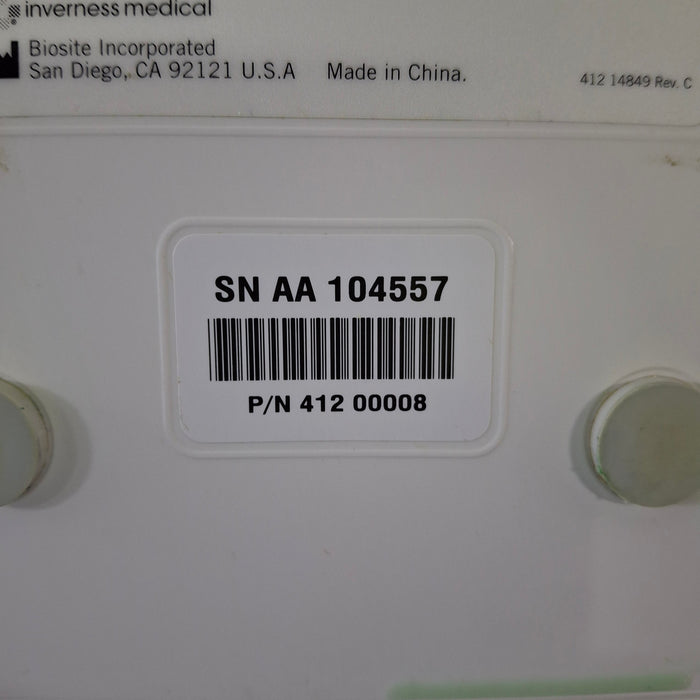 inverness medical
Biosite Incorporated
San Diego, CA 92121 U.S.A Made in China.
412 14849 Rev. C
SN AA 104557
P/N 412 00008